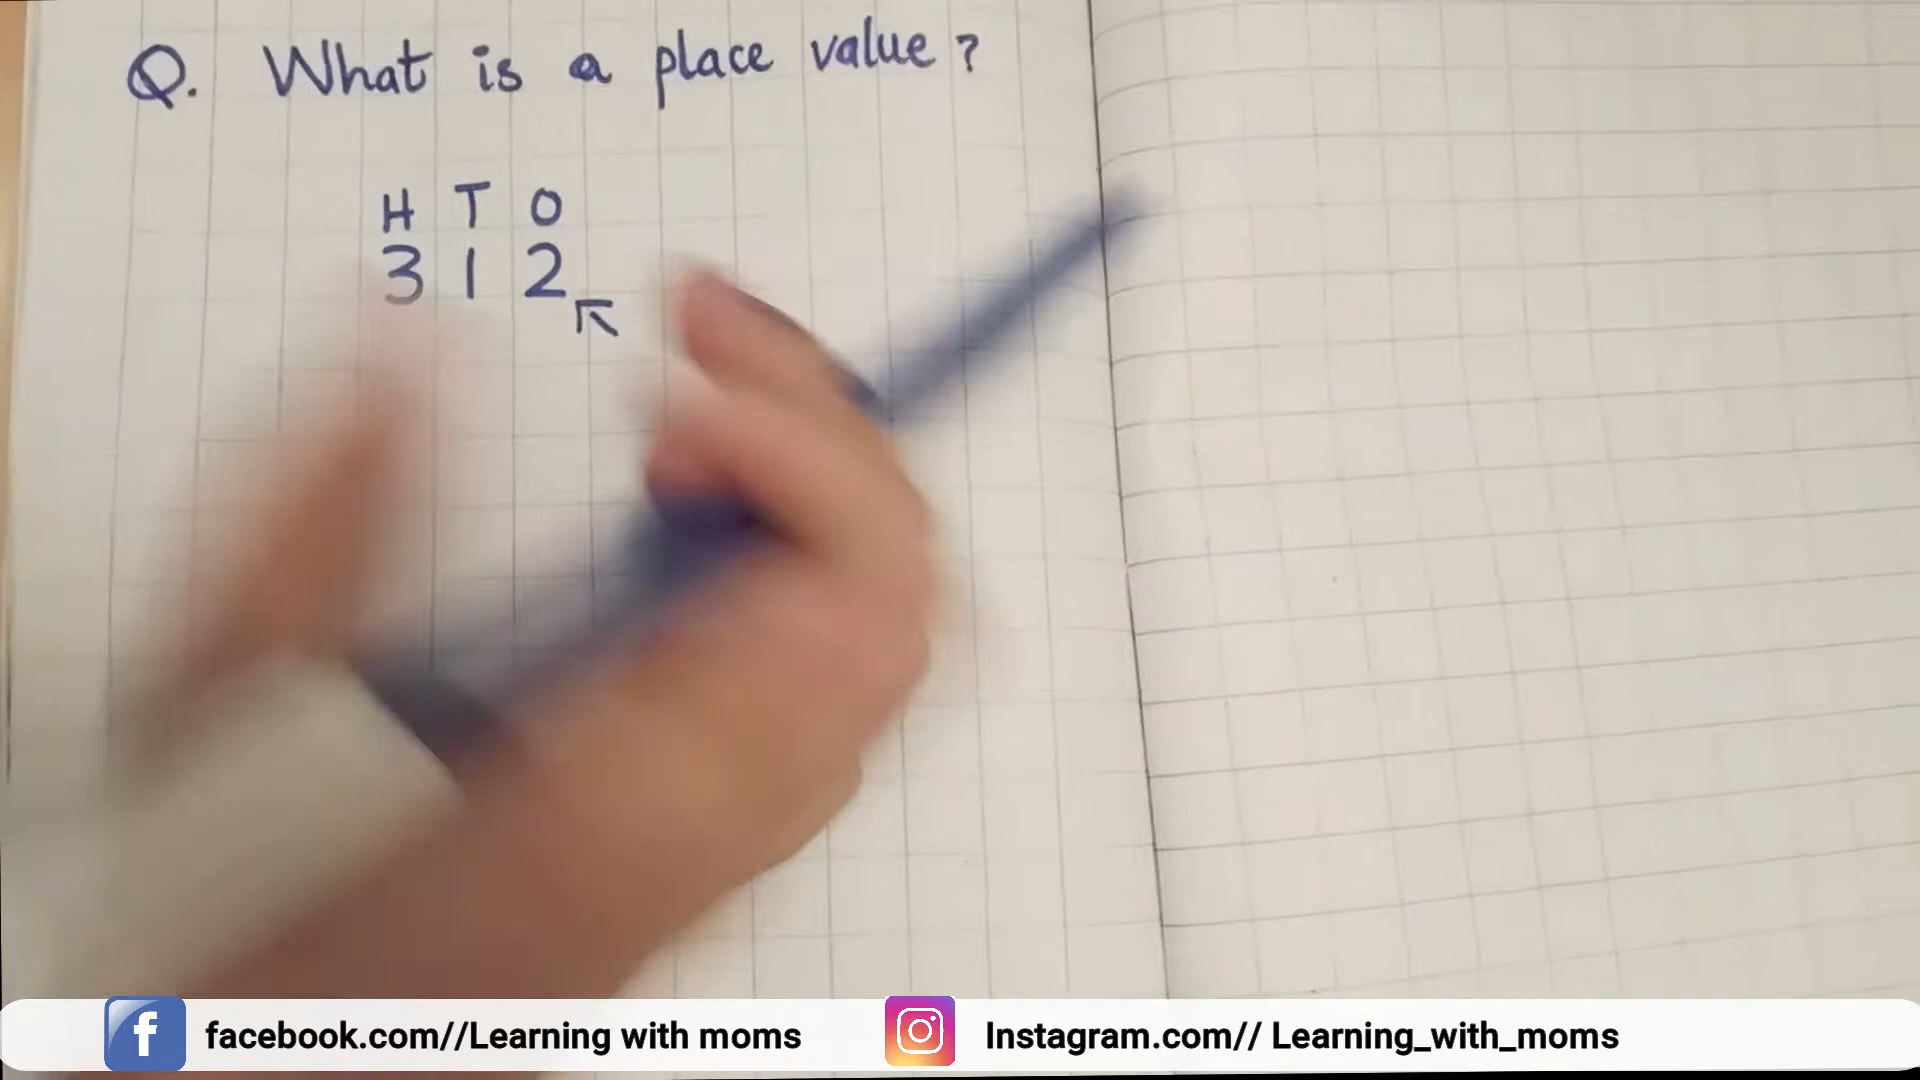 Q. What is a place value?
H T O
3 1 2
facebook.com//Learning with moms
Instagram.com// Learning_with_moms